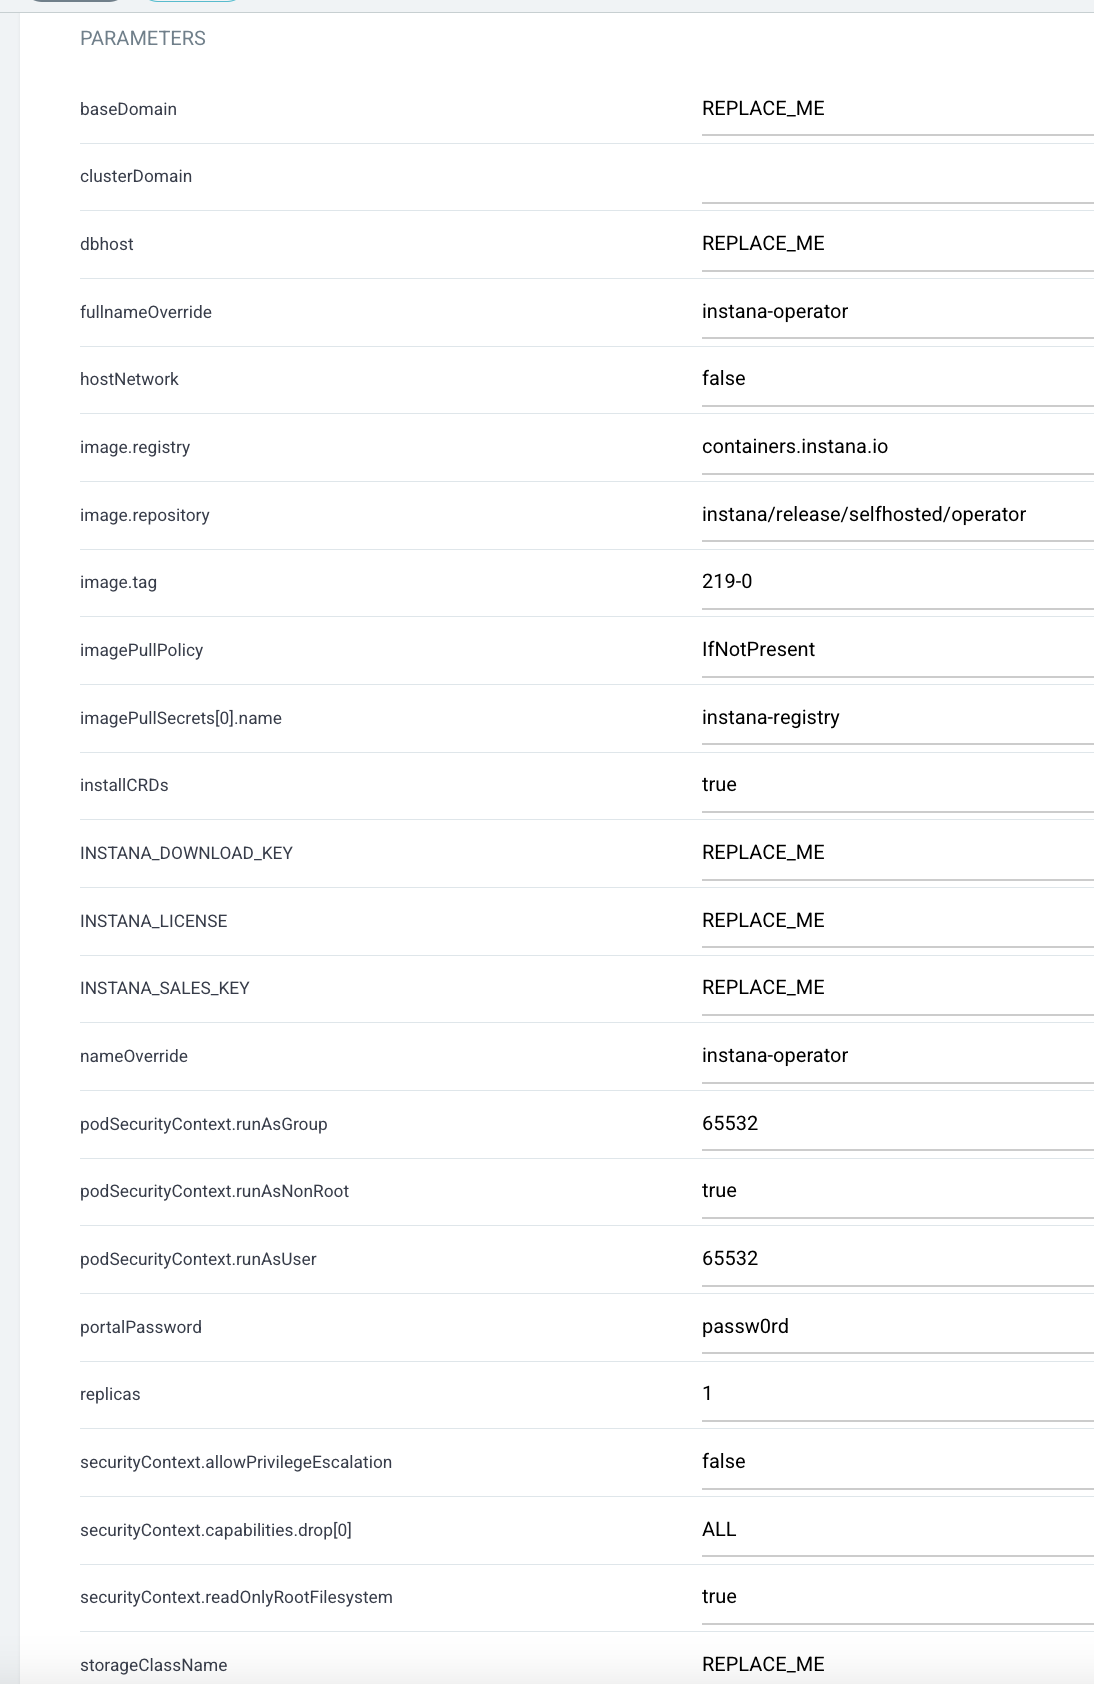 PARAMETERS
baseDomain REPLACE_ME
clusterDomain
dbhost REPLACE_ME
fullnameOverride instana-operator
hostNetwork false
image.registry containers.instana.io
image.repository instana/release/selfhosted/operator
image.tag 219-0
imagePullPolicy IfNotPresent
imagePullSecrets[0].name instana-registry
installCRDs true
INSTANA_DOWNLOAD_KEY REPLACE_ME
INSTANA_LICENSE REPLACE_ME
INSTANA_SALES_KEY REPLACE_ME
nameOverride instana-operator
podSecurityContext.runAsGroup 65532
podSecurityContext.runAsNonRoot true
podSecurityContext.runAsUser 65532
portalPassword passw0rd
replicas 1
securityContext.allowPrivilegeEscalation false
securityContext.capabilities.drop[0] ALL
securityContext.readOnlyRootFilesystem true
storageClassName REPLACE_ME